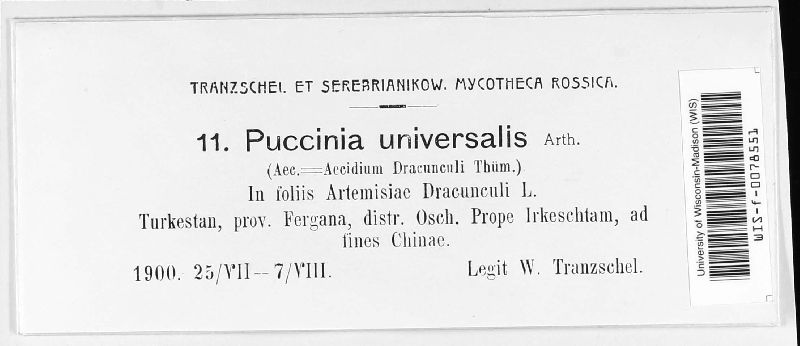 TRANZSCHEL ET SEREBRIANIKOW. MYCOTHECA ROSSICA.
11. Puccinia universalis Arth.
(Aec.=Aecidium Dracunculi Thüm.)
In foliis Artemisiae Dracunculi L.
Turkestan, prov. Fergana, distr. Osch. Prope Irkeschtam, ad
fines Chinae.
1900. 25/VII–7/VIII. Legit W. Tranzschel.
University of Wisconsin-Madison (WIS)
WIS-f-0078551